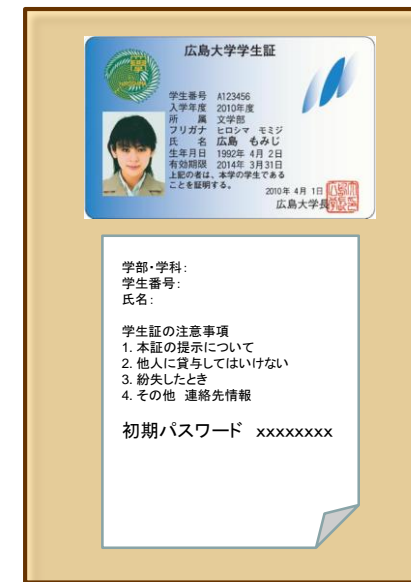 広島大学学生証
学生番号 A123456
入学年度 2010年度
所 属 文学部
フリガナ ヒロシマ モミジ
氏 名 広島 もみじ
生年月日 1992年 4月 2日
有効期限 2014年 3月31日
上記の者は、本学の学生である
ことを証明する。
2010年 4月 1日
広島大学長
学部・学科:
学生番号:
氏名:
学生証の注意事項
1. 本証の提示について
2. 他人に貸与してはいけない
3. 紛失したとき
4. その他 連絡先情報
初期パスワード xxxxxxxx